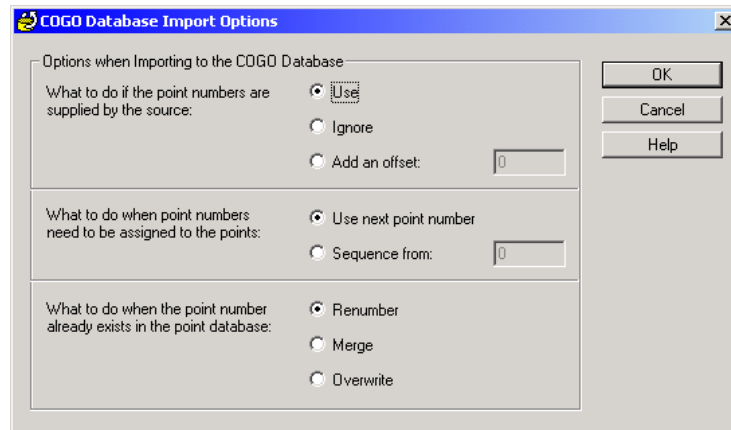 COGO Database Import Options
Options when Importing to the COGO Database
What to do if the point numbers are
supplied by the source:
Use
Ignore
Add an offset:
0
OK
Cancel
Help
What to do when point numbers
need to be assigned to the points:
Use next point number
Sequence from:
0
What to do when the point number
already exists in the point database:
Renumber
Merge
Overwrite